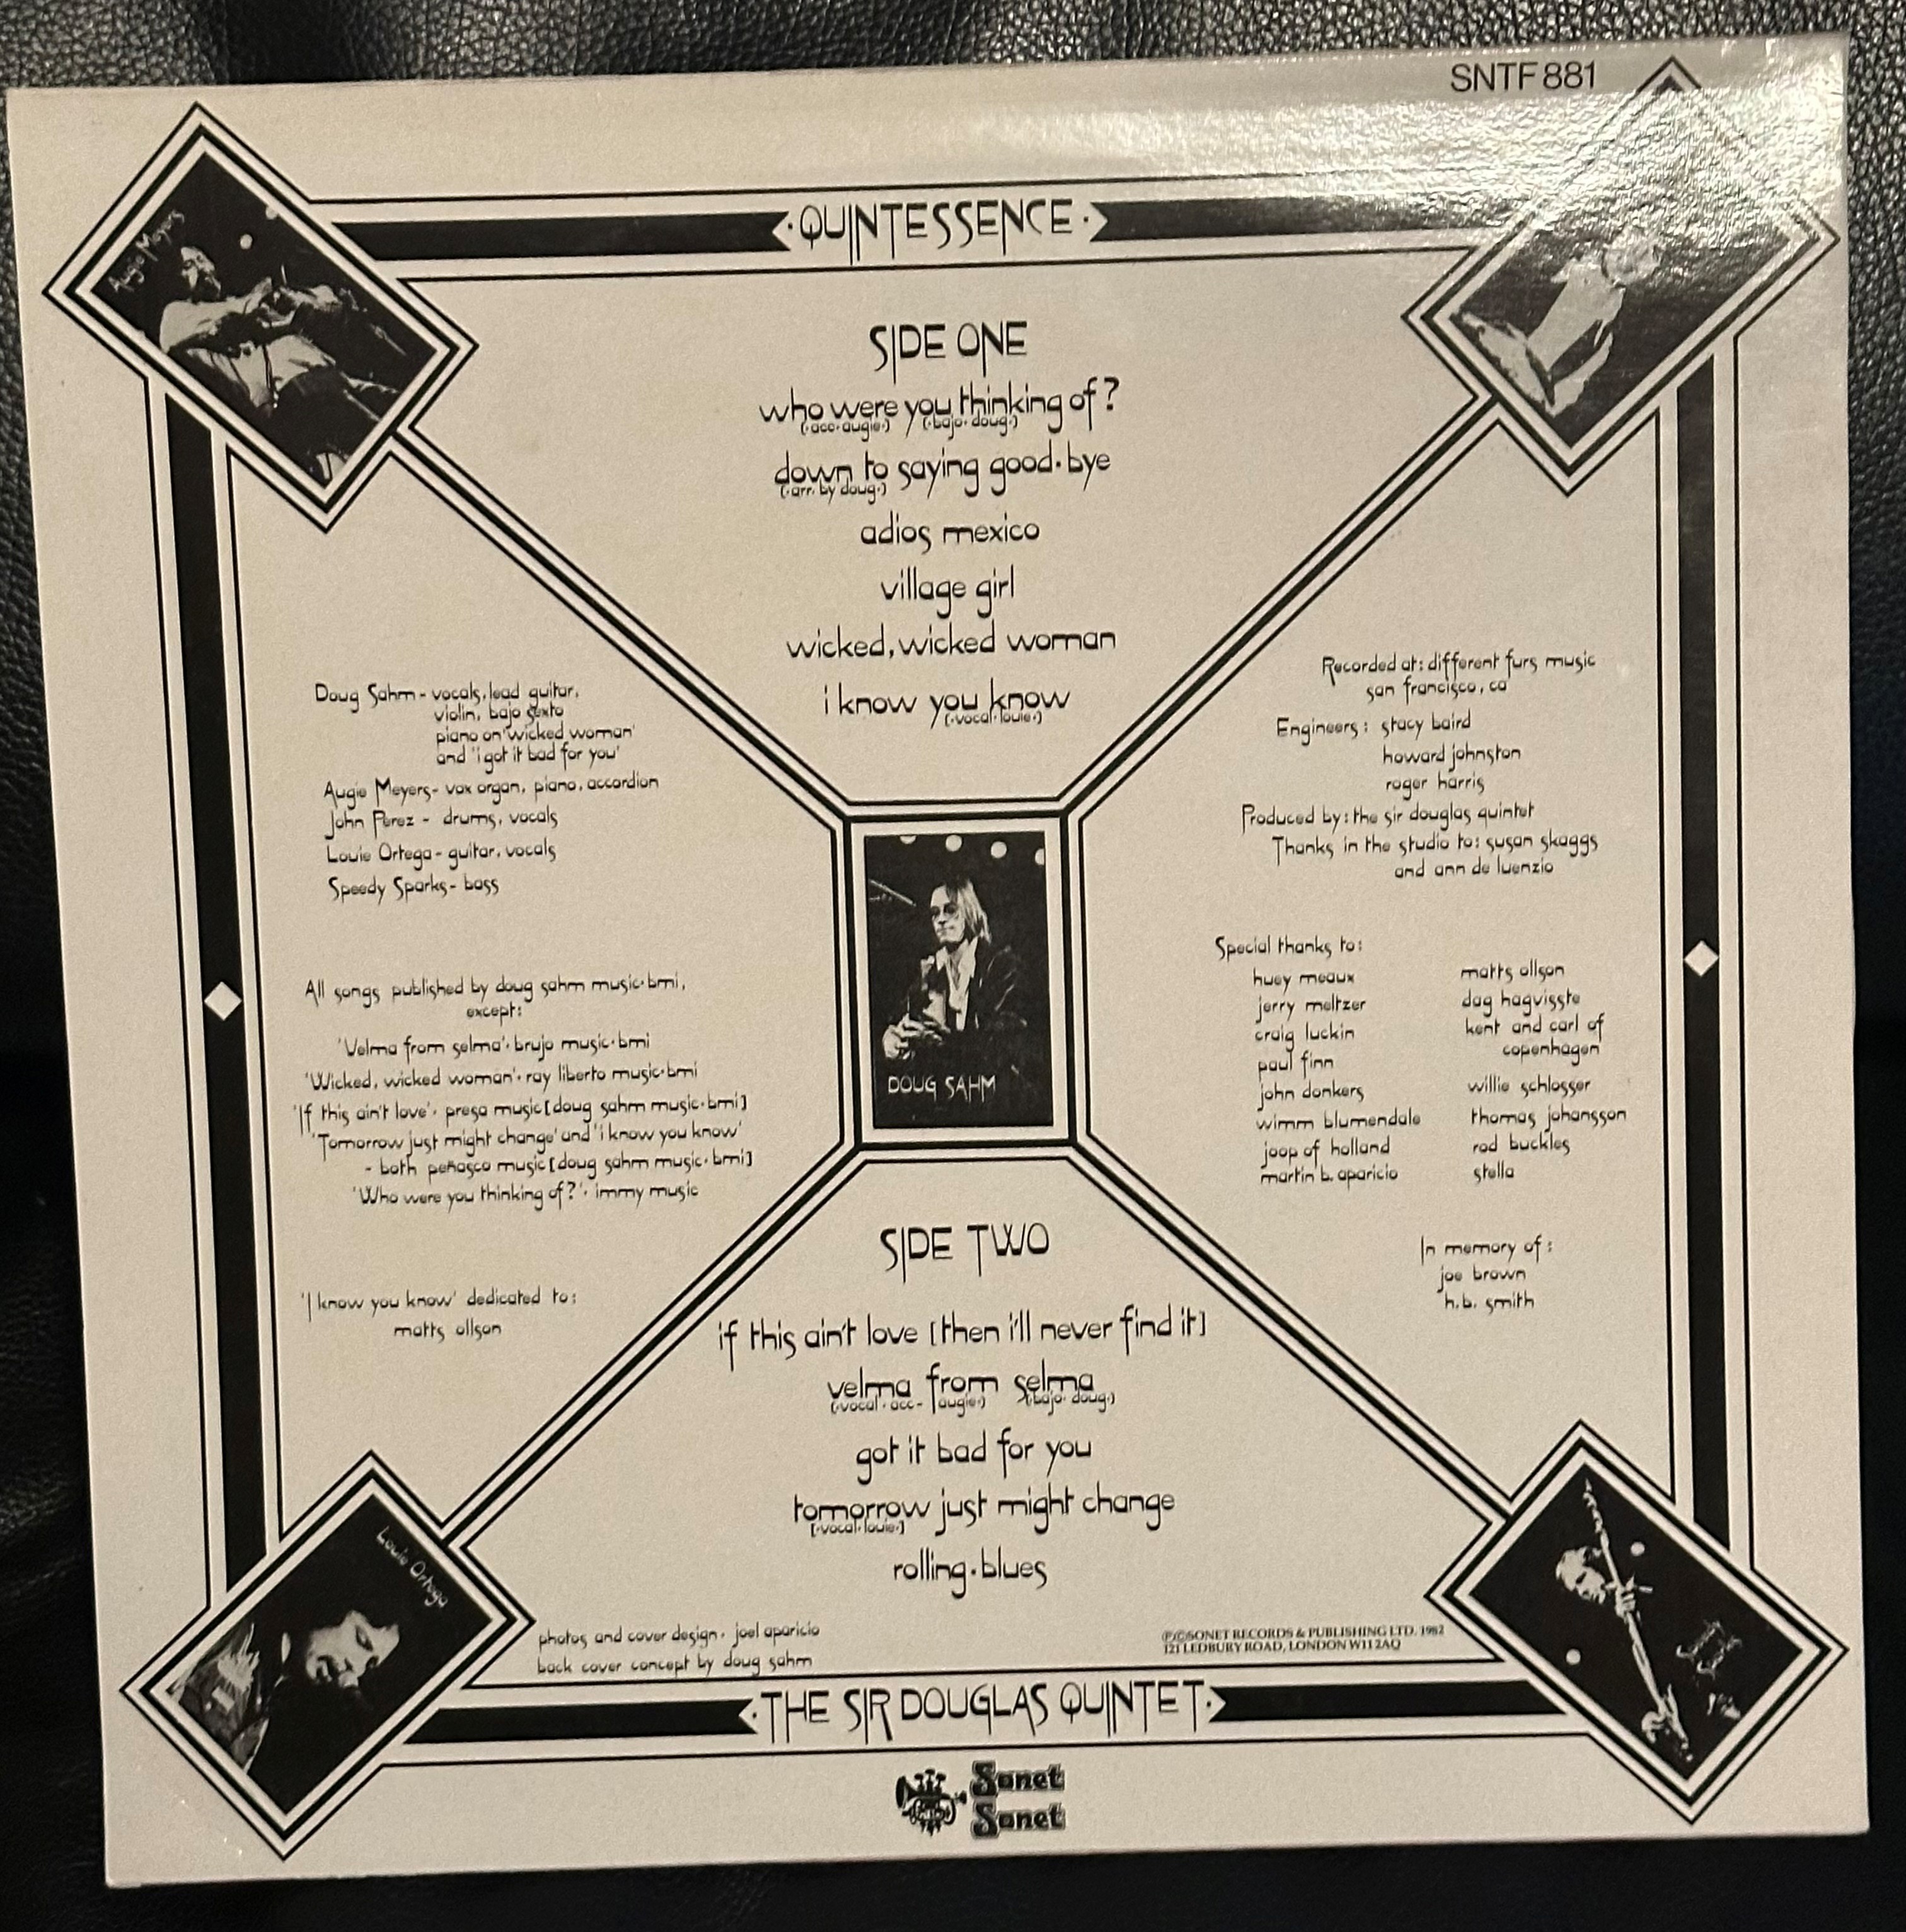 SNTF 881
·QUINTESSENCE·
Augie Meyers
SIDE ONE
who were you thinking of?
(·acc·augie·) (·bajo·doug·)
down to saying good·bye
(·arr. by doug·)
adios mexico
village girl
wicked, wicked woman
i know you know
(·vocal·louie·)
Doug Sahm - vocals, lead guitar,
violin, bajo sexto
piano on 'wicked woman'
and 'i got it bad for you'
Augie Meyers - vox organ, piano, accordion
John Perez - drums, vocals
Louie Ortega - guitar, vocals
Speedy Sparks - bass
All songs published by doug sahm music·bmi,
except:
'Velma from selma'· brujo music·bmi
'Wicked, wicked woman'· ray liberto music·bmi
'If this ain't love'· presa music [doug sahm music·bmi]
'Tomorrow just might change' and 'i know you know'
- both peñasco music [doug sahm music·bmi]
'Who were you thinking of?'· immy music
'I know you know' dedicated to:
matts ollson
DOUG SAHM
Recorded at: different furs music
san francisco, ca
Engineers: stacy baird
howard johnston
roger harris
Produced by: the sir douglas quintet
Thanks in the studio to: susan skaggs
and ann de luenzio
Special thanks to:
huey meaux
jerry meltzer
craig luckin
paul finn
john donkers
wimm blumendale
joop of holland
martin b. aparicio
matts ollson
dag hagvisste
kent and carl of
copenhagen
willie schlosser
thomas johansson
rod buckles
stella
In memory of:
joe brown
h.b. smith
SIDE TWO
if this ain't love [then i'll never find it]
velma from selma
(·vocal·acc- augie·) (·bajo·doug·)
got it bad for you
tomorrow just might change
[·vocal·louie·]
rolling·blues
Louie Ortega
photos and cover design· joel aparicio
back cover concept by doug sahm
℗©SONET RECORDS & PUBLISHING LTD. 1982
121 LEDBURY ROAD, LONDON W11 2AQ
·THE SIR DOUGLAS QUINTET·
Sonet
Sonet